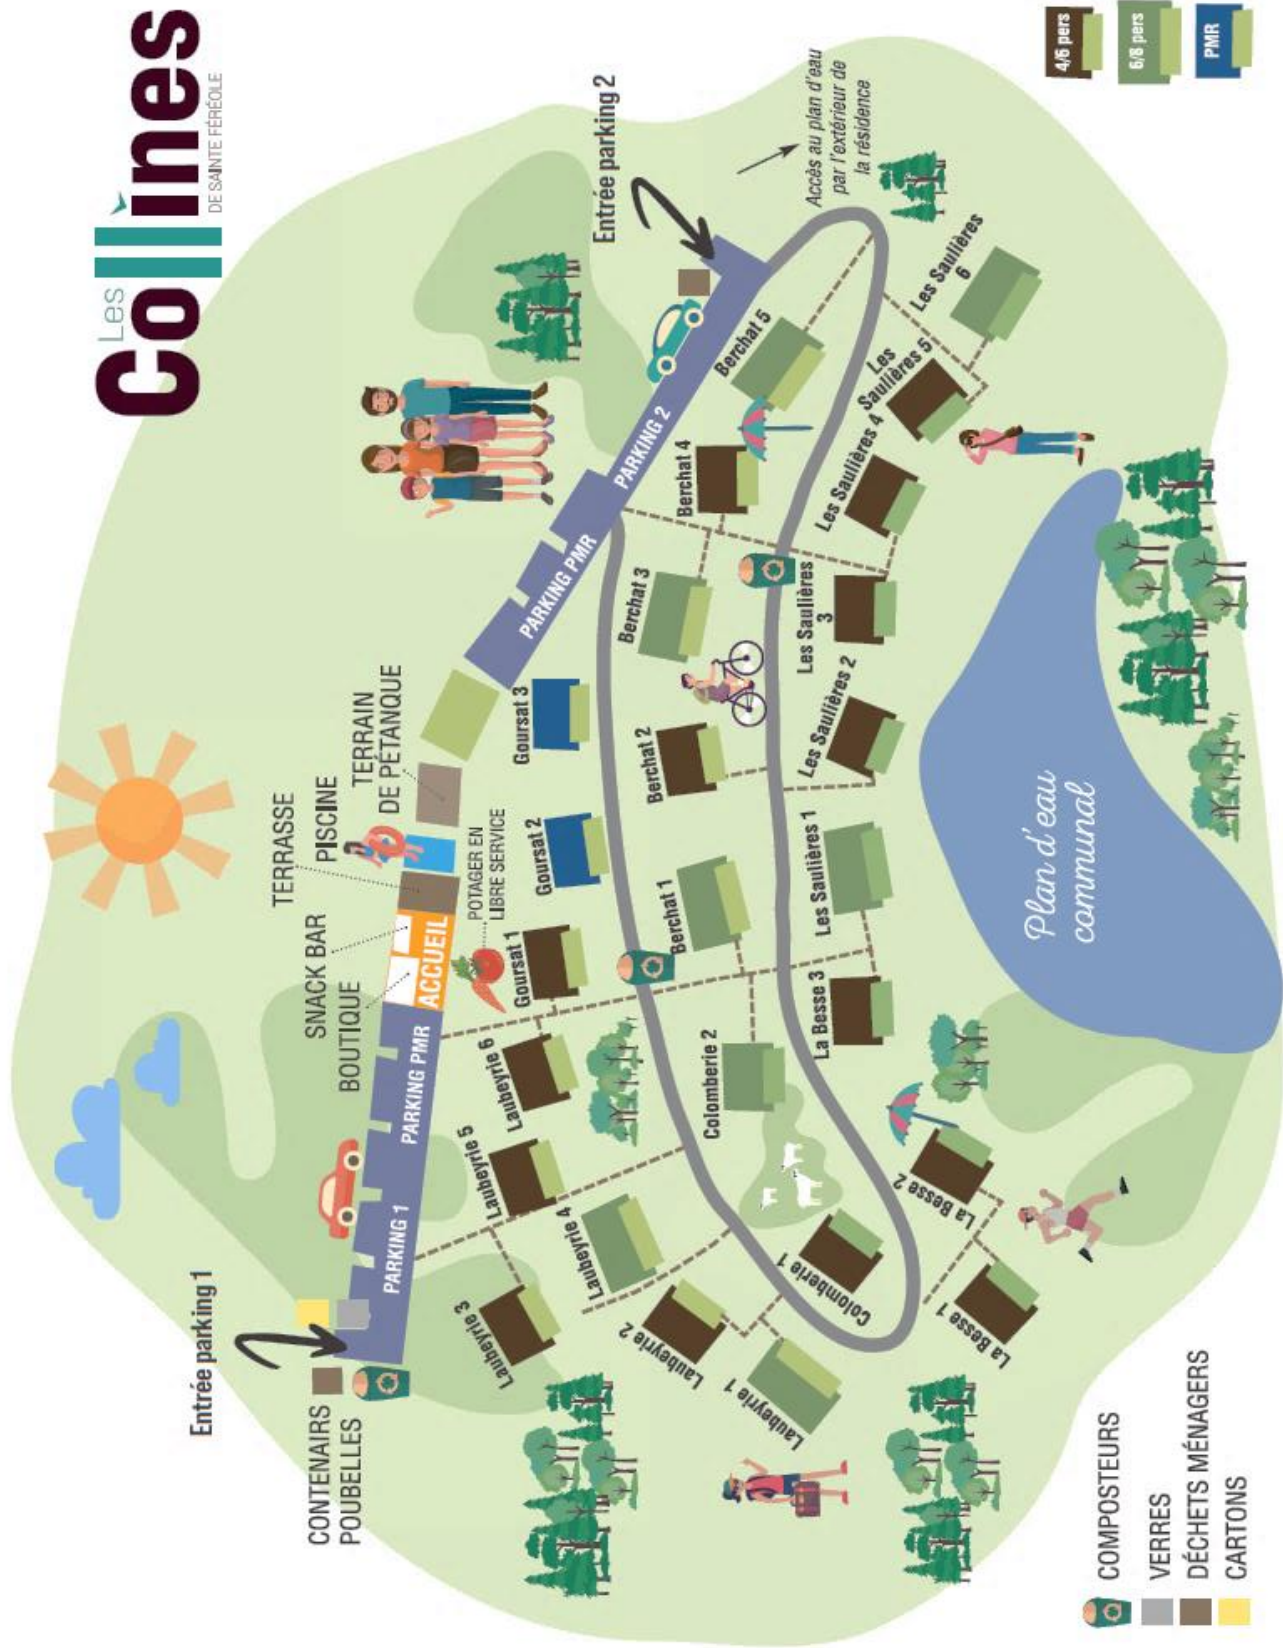 Les
Collines
DE SAINTE FÉRÉOLE
Entrée parking 1
CONTENAIRS
POUBELLES
PARKING 1
PARKING PMR
BOUTIQUE
SNACK BAR
TERRASSE
PISCINE
TERRAIN
DE PÉTANQUE
ACCUEIL
POTAGER EN
LIBRE SERVICE
PARKING PMR
PARKING 2
Entrée parking 2
Accès au plan d'eau
par l'extérieur de
la résidence
Laubeyrie 3
Laubeyrie 5
Laubeyrie 6
Goursat 1
Goursat 2
Goursat 3
Laubeyrie 4
Laubeyrie 2
Laubeyrie 1
Berchat 1
Berchat 2
Berchat 3
Berchat 4
Berchat 5
Colomberie 2
Colomberie 1
La Besse 1
La Besse 2
La Besse 3
Les Saulières 1
Les Saulières 2
Les Saulières
3
Les Saulières 4
Les
Saulières 5
Les Saulières
6
Plan d'eau
communal
COMPOSTEURS
VERRES
DÉCHETS MÉNAGERS
CARTONS
4/6 pers
6/8 pers
PMR